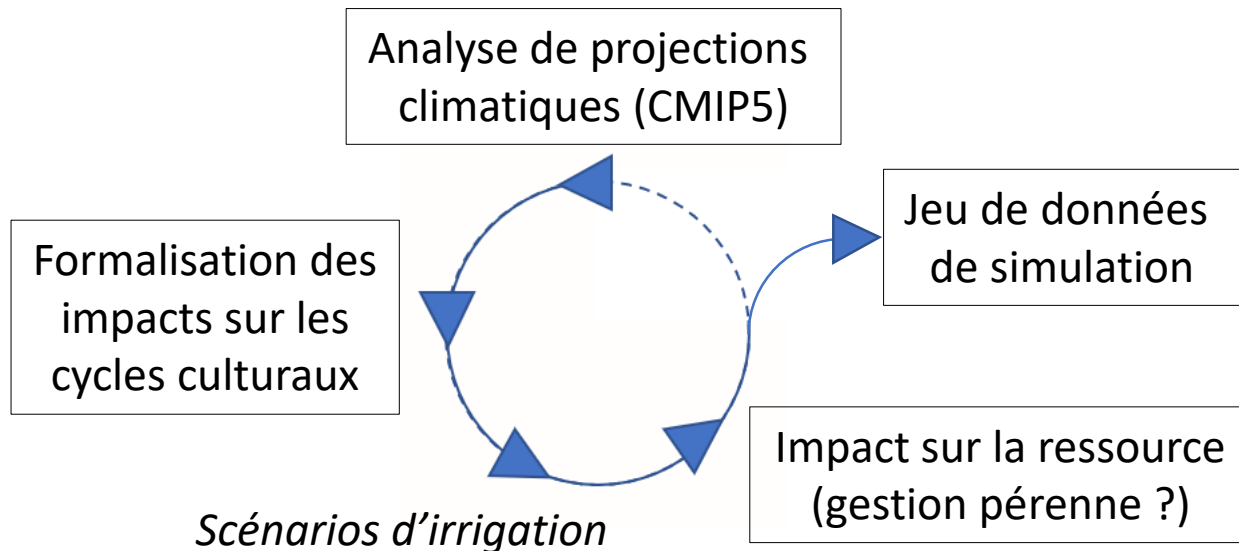 Analyse de projections
climatiques (CMIP5)
Jeu de données
de simulation
Formalisation des
impacts sur les
cycles culturaux
Impact sur la ressource
(gestion pérenne ?)
Scénarios d’irrigation